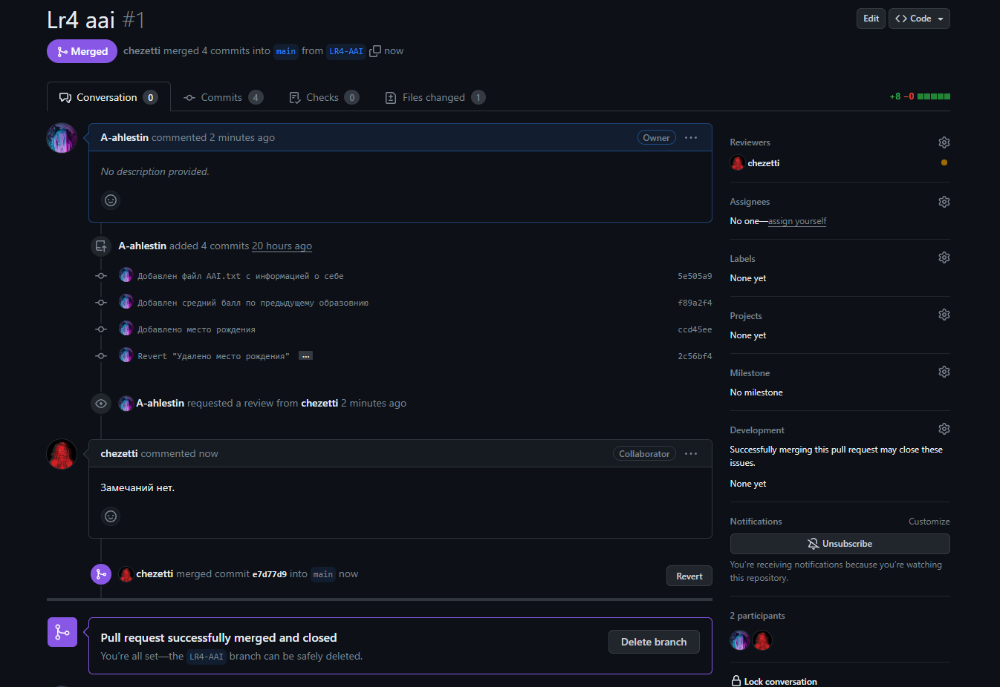 Lr4 aai #1
Edit
Code
Merged
chezetti merged 4 commits into main from LR4-AAI now
Conversation 0
Commits 4
Checks 0
Files changed 1
+8 −0
A-ahlestin commented 2 minutes ago
Owner
No description provided.
A-ahlestin added 4 commits 20 hours ago
Добавлен файл AAI.txt с информацией о себе 5e505a9
Добавлен средний балл по предыдущему образовнию f89a2f4
Добавлено место рождения ccd45ee
Revert "Удалено место рождения" … 2c56bf4
A-ahlestin requested a review from chezetti 2 minutes ago
chezetti commented now
Collaborator
Замечаний нет.
chezetti merged commit e7d77d9 into main now
Revert
Pull request successfully merged and closed
You're all set—the LR4-AAI branch can be safely deleted.
Delete branch
Reviewers
chezetti
Assignees
No one—assign yourself
Labels
None yet
Projects
None yet
Milestone
No milestone
Development
Successfully merging this pull request may close these
issues.
None yet
Notifications
Customize
Unsubscribe
You're receiving notifications because you're watching
this repository.
2 participants
Lock conversation